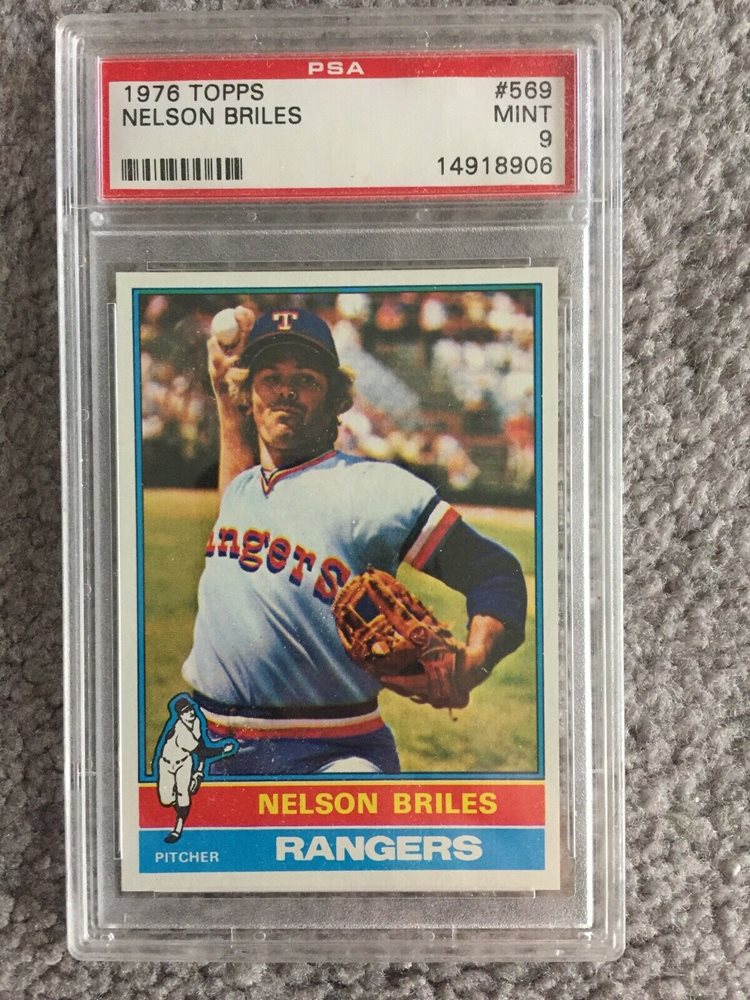 PSA
1976 TOPPS #569
NELSON BRILES MINT
9
14918906
T
angers
NELSON BRILES
PITCHER RANGERS